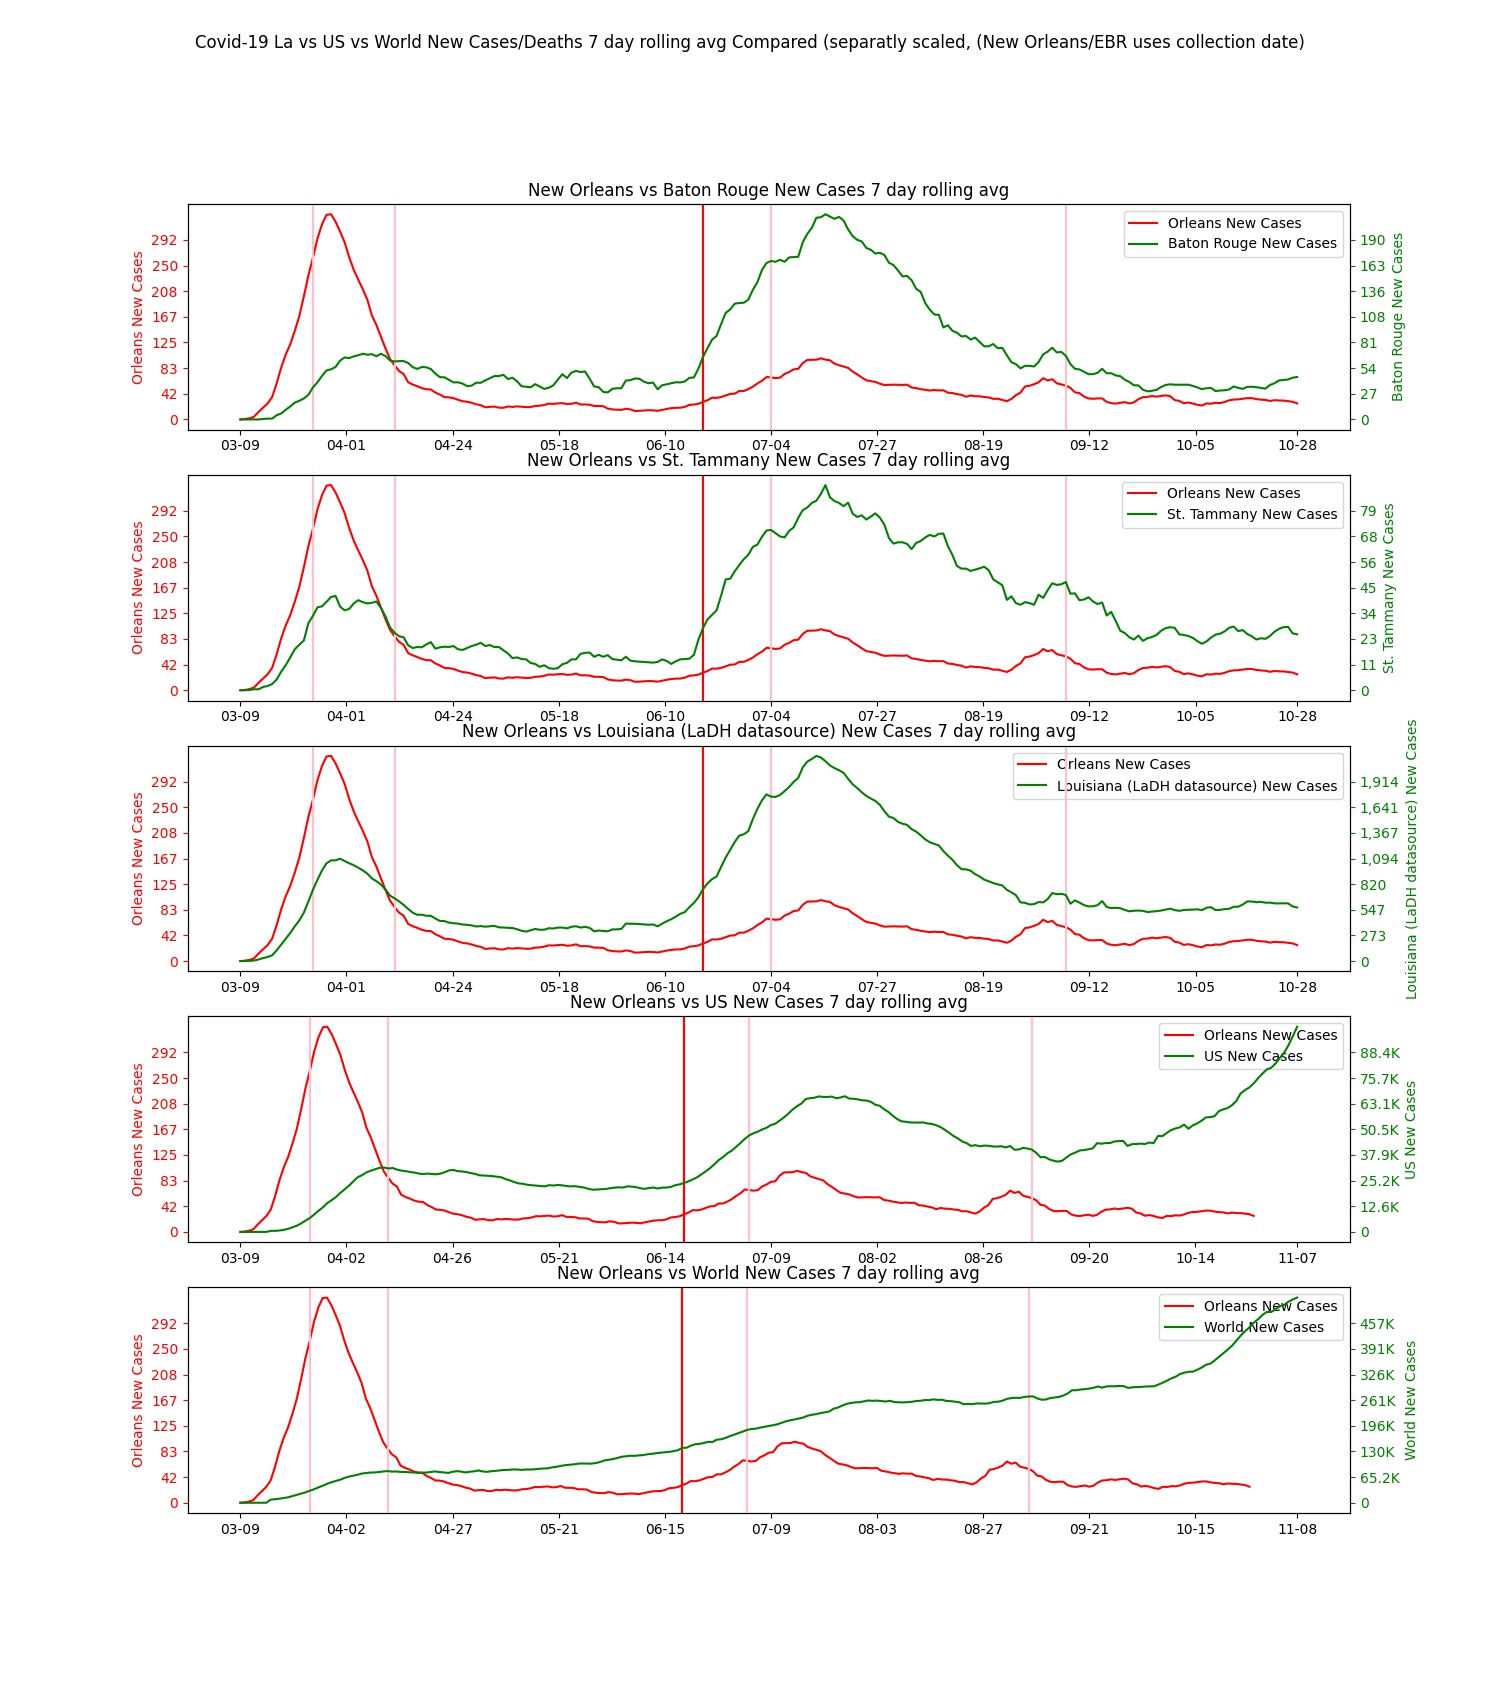 Covid-19 La vs US vs World New Cases/Deaths 7 day rolling avg Compared (separatly scaled, (New Orleans/EBR uses collection date)
New Orleans vs Baton Rouge New Cases 7 day rolling avg
Orleans New Cases
292
250
208
167
125
83
42
0
Orleans New Cases
Baton Rouge New Cases
190
163
136
108
81
54
27
0
Baton Rouge New Cases
03-09 04-01 04-24 05-18 06-10 07-04 07-27 08-19 09-12 10-05 10-28
New Orleans vs St. Tammany New Cases 7 day rolling avg
Orleans New Cases
292
250
208
167
125
83
42
0
Orleans New Cases
St. Tammany New Cases
79
68
56
45
34
23
11
0
St. Tammany New Cases
03-09 04-01 04-24 05-18 06-10 07-04 07-27 08-19 09-12 10-05 10-28
New Orleans vs Louisiana (LaDH datasource) New Cases 7 day rolling avg
Orleans New Cases
292
250
208
167
125
83
42
0
Orleans New Cases
Louisiana (LaDH datasource) New Cases
1,914
1,641
1,367
1,094
820
547
273
0
Louisiana (LaDH datasource) New Cases
03-09 04-01 04-24 05-18 06-10 07-04 07-27 08-19 09-12 10-05 10-28
New Orleans vs US New Cases 7 day rolling avg
Orleans New Cases
292
250
208
167
125
83
42
0
Orleans New Cases
US New Cases
88.4K
75.7K
63.1K
50.5K
37.9K
25.2K
12.6K
0
US New Cases
03-09 04-02 04-26 05-21 06-14 07-09 08-02 08-26 09-20 10-14 11-07
New Orleans vs World New Cases 7 day rolling avg
Orleans New Cases
292
250
208
167
125
83
42
0
Orleans New Cases
World New Cases
457K
391K
326K
261K
196K
130K
65.2K
0
World New Cases
03-09 04-02 04-27 05-21 06-15 07-09 08-03 08-27 09-21 10-15 11-08